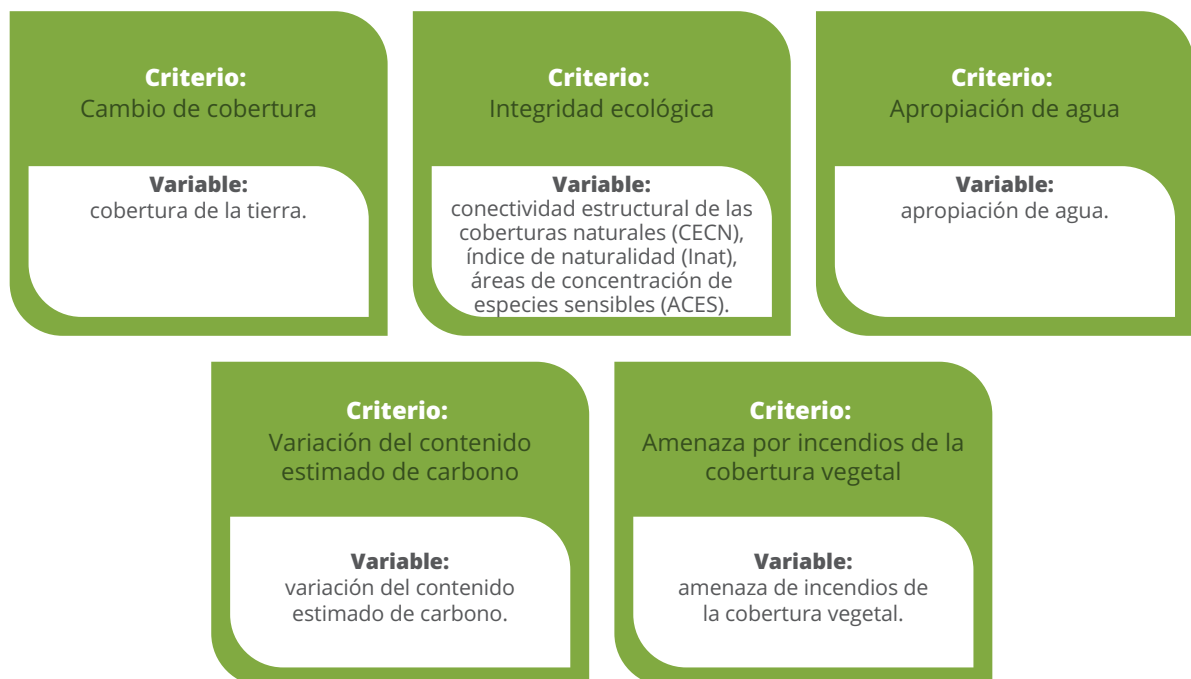 Criterio:
Cambio de cobertura
Variable:
cobertura de la tierra.
Criterio:
Integridad ecológica
Variable:
conectividad estructural de las
coberturas naturales (CECN),
índice de naturalidad (Inat),
áreas de concentración de
especies sensibles (ACES).
Criterio:
Apropiación de agua
Variable:
apropiación de agua.
Criterio:
Variación del contenido
estimado de carbono
Variable:
variación del contenido
estimado de carbono.
Criterio:
Amenaza por incendios de la
cobertura vegetal
Variable:
amenaza de incendios de
la cobertura vegetal.